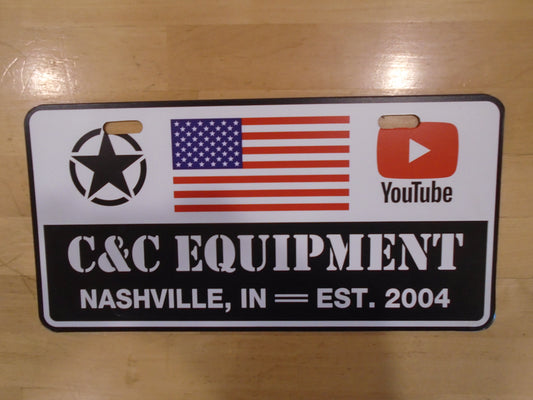 YouTube
C&C EQUIPMENT
NASHVILLE, IN = EST. 2004